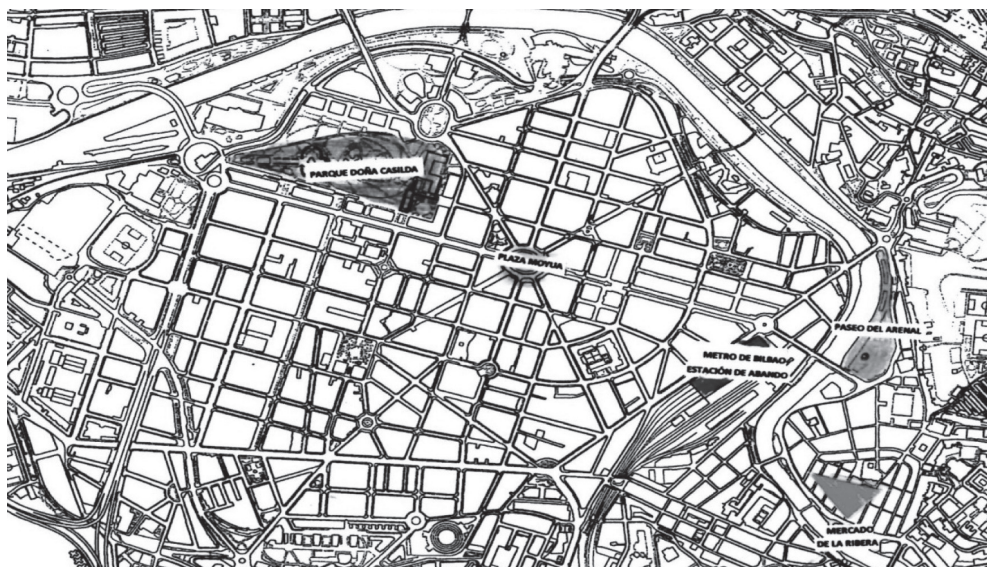 PARQUE DOÑA CASILDA
PLAZA MOYUA
PASEO DEL ARENAL
METRO DE BILBAO
ESTACIÓN DE ABANDO
MERCADO
DE LA RIBERA